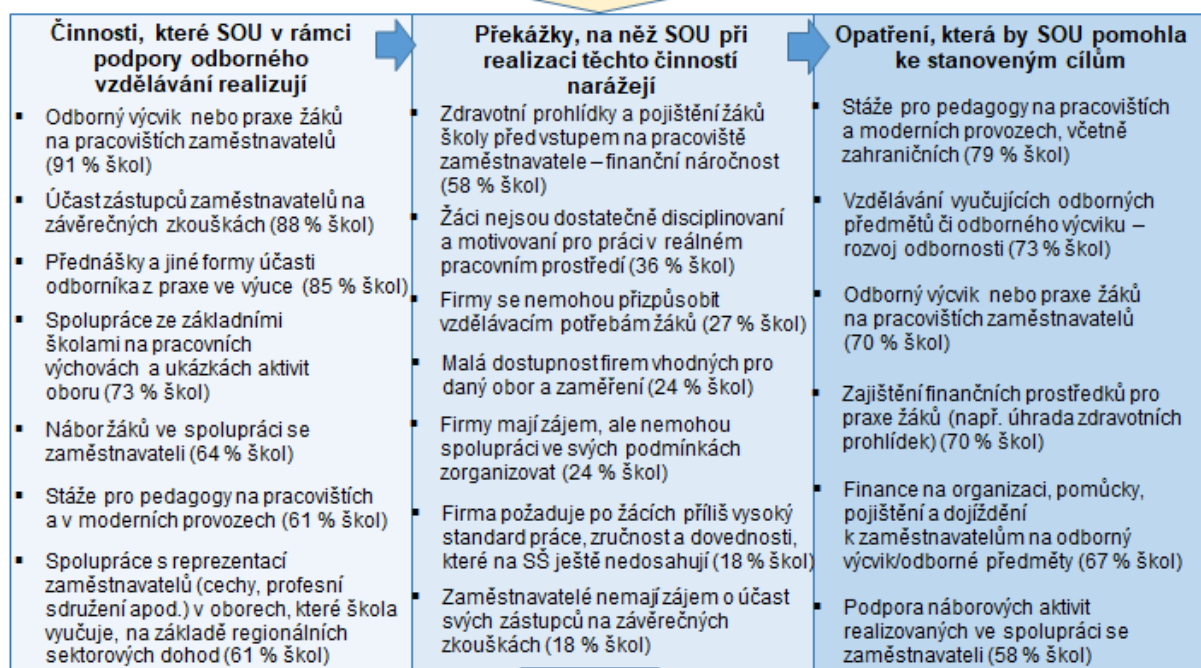 Činnosti, které SOU v rámci
podpory odborného
vzdělávání realizují
▪ Odborný výcvik nebo praxe žáků
na pracovištích zaměstnavatelů
(91 % škol)
▪ Účast zástupců zaměstnavatelů na
závěrečných zkouškách (88 % škol)
▪ Přednášky a jiné formy účasti
odborníka z praxe ve výuce (85 % škol)
▪ Spolupráce ze základními
školami na pracovních
výchovách a ukázkách aktivit
oboru (73 % škol)
▪ Nábor žáků ve spolupráci se
zaměstnavateli (64 % škol)
▪ Stáže pro pedagogy na pracovištích
a v moderních provozech (61 % škol)
▪ Spolupráce s reprezentací
zaměstnavatelů (cechy, profesní
sdružení apod.) v oborech, které škola
vyučuje, na základě regionálních
sektorových dohod (61 % škol)
Překážky, na něž SOU při
realizaci těchto činností
narážejí
▪ Zdravotní prohlídky a pojištění žáků
školy před vstupem na pracoviště
zaměstnavatele – finanční náročnost
(58 % škol)
▪ Žáci nejsou dostatečně disciplinovaní
a motivovaní pro práci v reálném
pracovním prostředí (36 % škol)
▪ Firmy se nemohou přizpůsobit
vzdělávacím potřebám žáků (27 % škol)
▪ Malá dostupnost firem vhodných pro
daný obor a zaměření (24 % škol)
▪ Firmy mají zájem, ale nemohou
spolupráci ve svých podmínkách
zorganizovat (24 % škol)
▪ Firma požaduje po žácích příliš vysoký
standard práce, zručnost a dovednosti,
které na SŠ ještě nedosahují (18 % škol)
▪ Zaměstnavatelé nemají zájem o účast
svých zástupců na závěrečných
zkouškách (18 % škol)
Opatření, která by SOU pomohla
ke stanoveným cílům
▪ Stáže pro pedagogy na pracovištích
a moderních provozech, včetně
zahraničních (79 % škol)
▪ Vzdělávání vyučujících odborných
předmětů či odborného výcviku –
rozvoj odbornosti (73 % škol)
▪ Odborný výcvik nebo praxe žáků
na pracovištích zaměstnavatelů
(70 % škol)
▪ Zajištění finančních prostředků pro
praxe žáků (např. úhrada zdravotních
prohlídek) (70 % škol)
▪ Finance na organizaci, pomůcky,
pojištění a dojíždění
k zaměstnavatelům na odborný
výcvik/odborné předměty (67 % škol)
▪ Podpora náborových aktivit
realizovaných ve spolupráci se
zaměstnavateli (58 % škol)